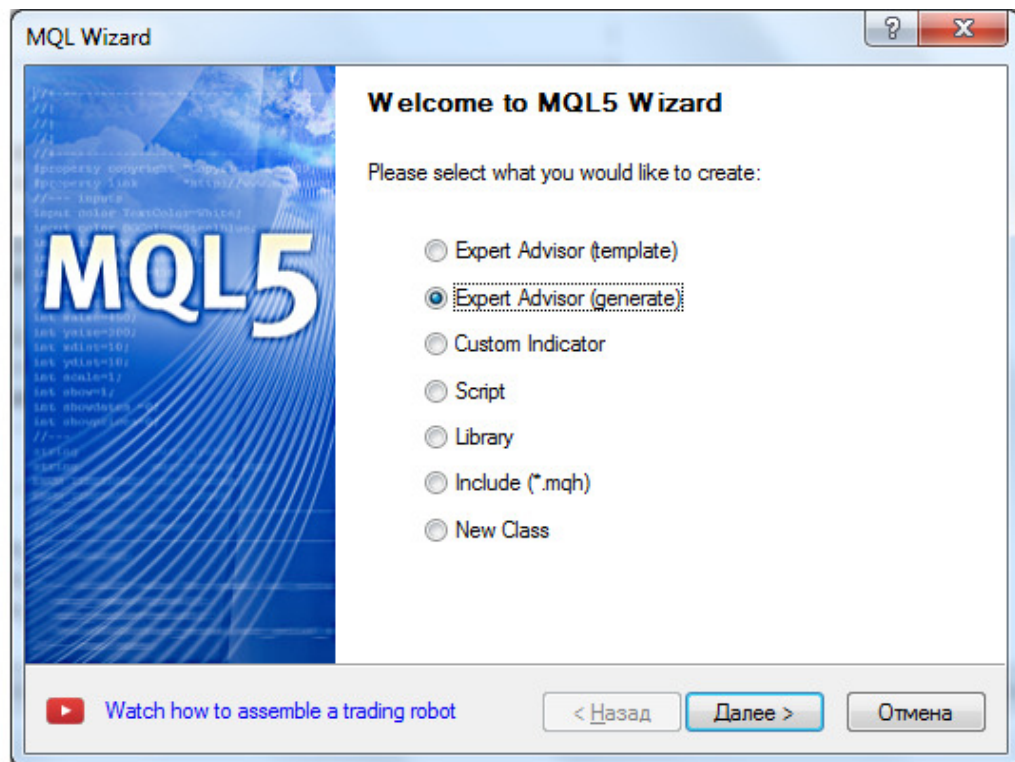 MQL Wizard
Welcome to MQL5 Wizard
Please select what you would like to create:
MQL5
Expert Advisor (template)
Expert Advisor (generate)
Custom Indicator
Script
Library
Include (*.mqh)
New Class
Watch how to assemble a trading robot
< Назад
Далее >
Отмена